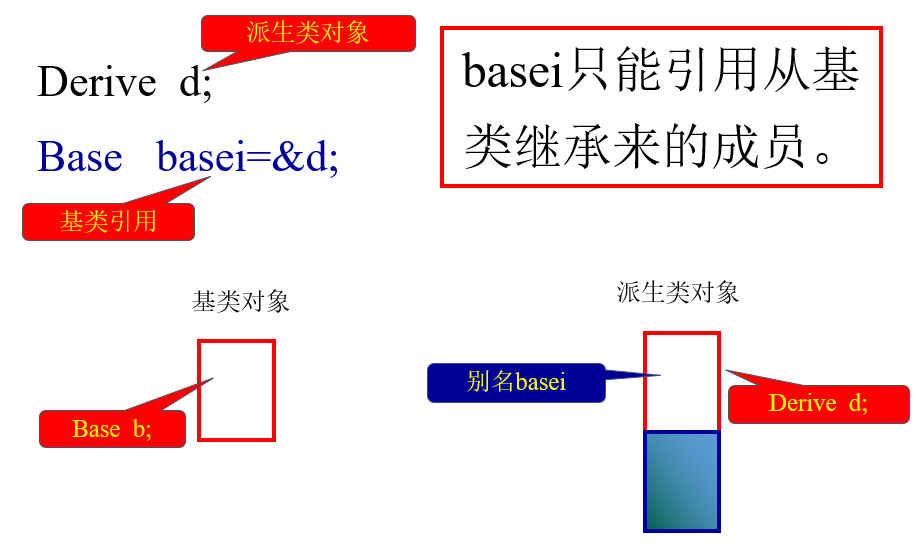 派生类对象
Derive d;
basei只能引用从基
类继承来的成员。
Base basei=&d;
基类引用
基类对象
派生类对象
别名basei
Derive d;
Base b;